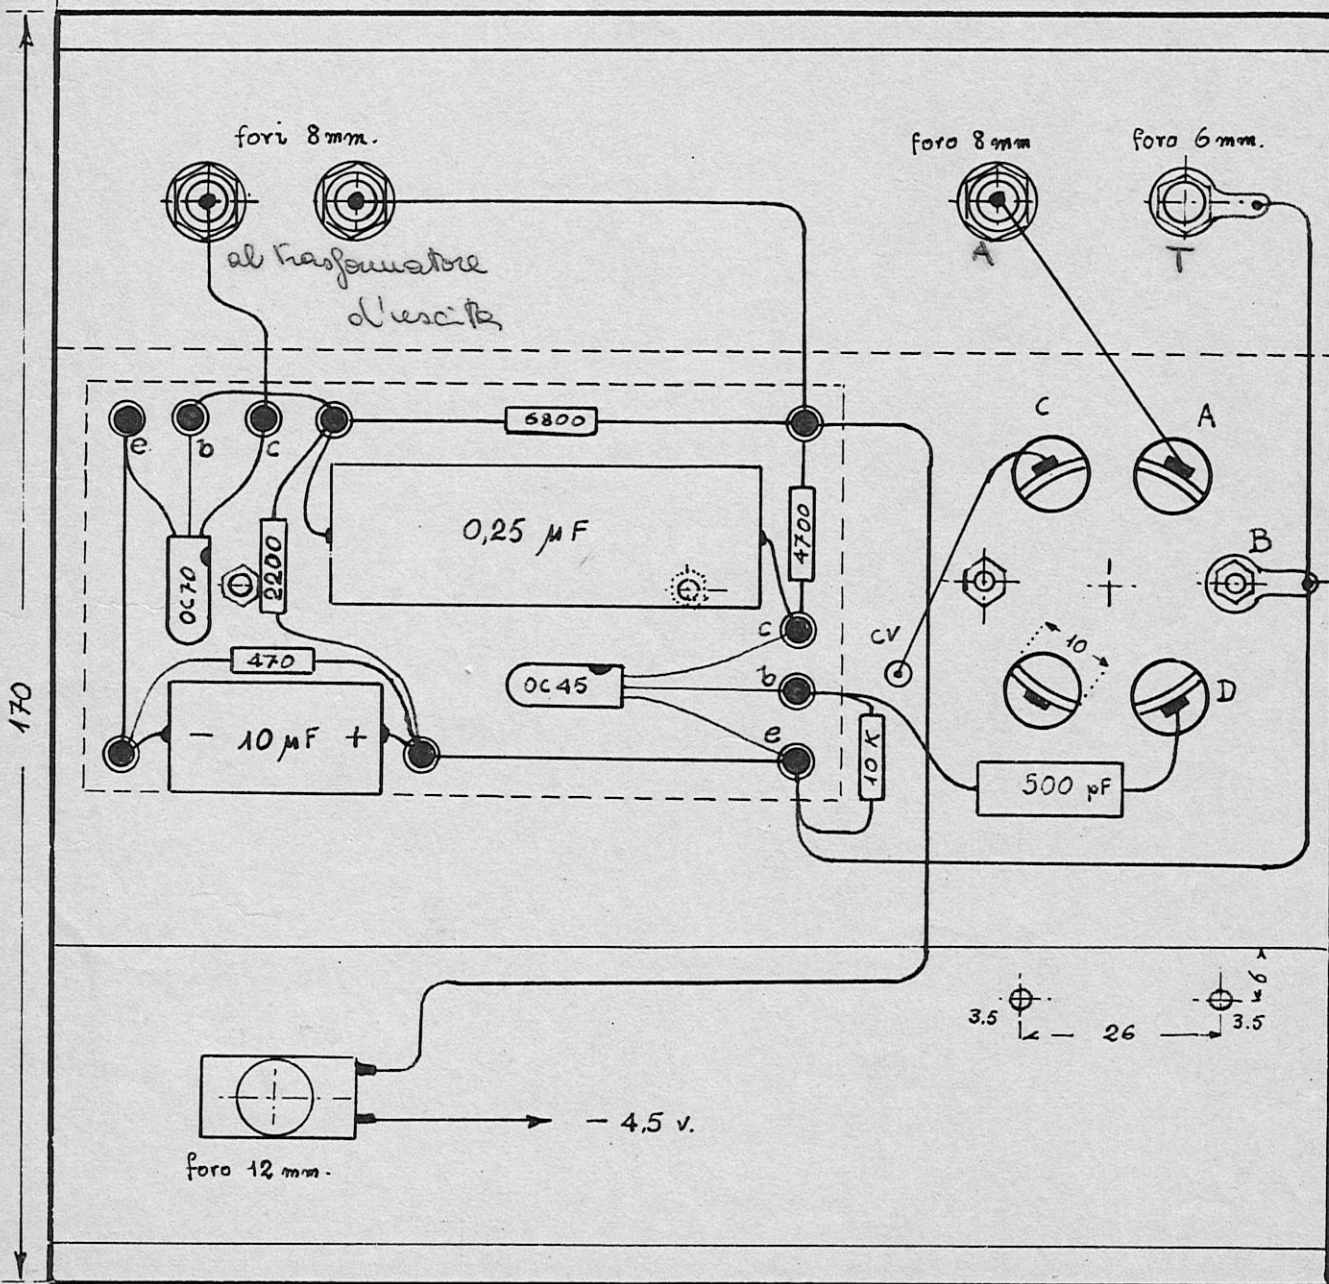 fori 8 mm.
foro 8 mm
foro 6 mm.
al trasformatore
d'uscita
A
T
C
A
e
b
c
6800
0,25 µF
4700
OC70
2200
B
c
CV
10
470
OC 45
b
D
170
- 10 µF +
e
10 K
500 pF
6
3.5
26
3.5
- 4,5 v.
foro 12 mm.